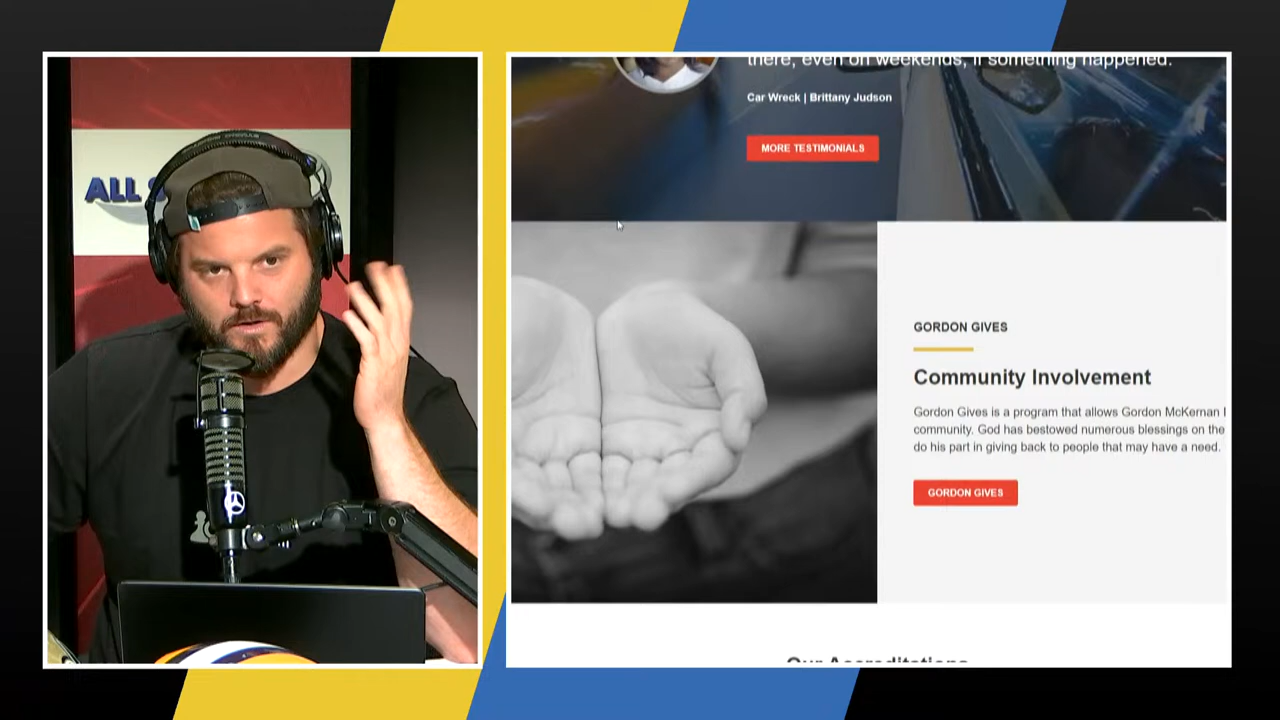 ALL S
there, even on weekends, if something happened.
Car Wreck | Brittany Judson
MORE TESTIMONIALS
GORDON GIVES
Community Involvement
Gordon Gives is a program that allows Gordon McKernan
community. God has bestowed numerous blessings on the
do his part in giving back to people that may have a need.
GORDON GIVES
Our Accreditations